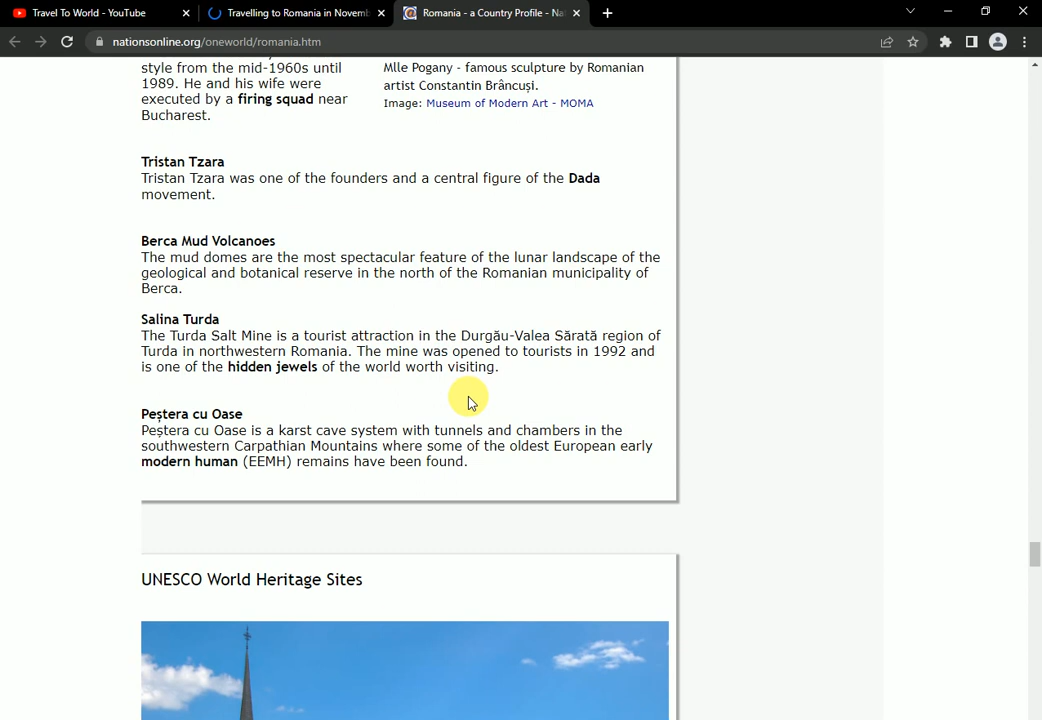 Travel To World - YouTube
Travelling to Romania in Novemb
Romania - a Country Profile - Na
nationsonline.org/oneworld/romania.htm
style from the mid-1960s until
1989. He and his wife were
executed by a firing squad near
Bucharest.
Mlle Pogany - famous sculpture by Romanian
artist Constantin Brâncuși.
Image: Museum of Modern Art - MOMA
Tristan Tzara
Tristan Tzara was one of the founders and a central figure of the Dada
movement.
Berca Mud Volcanoes
The mud domes are the most spectacular feature of the lunar landscape of the
geological and botanical reserve in the north of the Romanian municipality of
Berca.
Salina Turda
The Turda Salt Mine is a tourist attraction in the Durgău-Valea Sărată region of
Turda in northwestern Romania. The mine was opened to tourists in 1992 and
is one of the hidden jewels of the world worth visiting.
Peștera cu Oase
Peștera cu Oase is a karst cave system with tunnels and chambers in the
southwestern Carpathian Mountains where some of the oldest European early
modern human (EEMH) remains have been found.
UNESCO World Heritage Sites